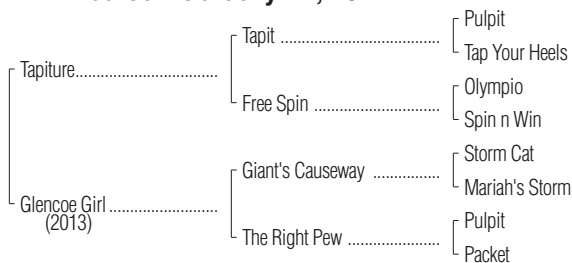 Tapiture
Glencoe Girl
(2013)
Tapit
Free Spin
Giant's Causeway
The Right Pew
Pulpit
Tap Your Heels
Olympio
Spin n Win
Storm Cat
Mariah's Storm
Pulpit
Packet